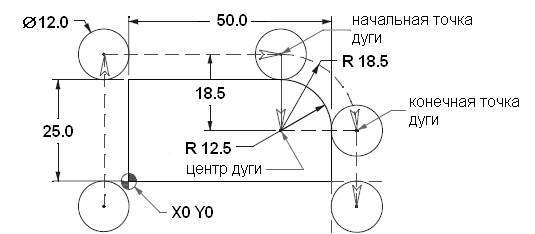 Ø12.0
50.0
начальная точка
дуги
R 18.5
18.5
25.0
конечная точка
дуги
R 12.5
центр дуги
X0 Y0